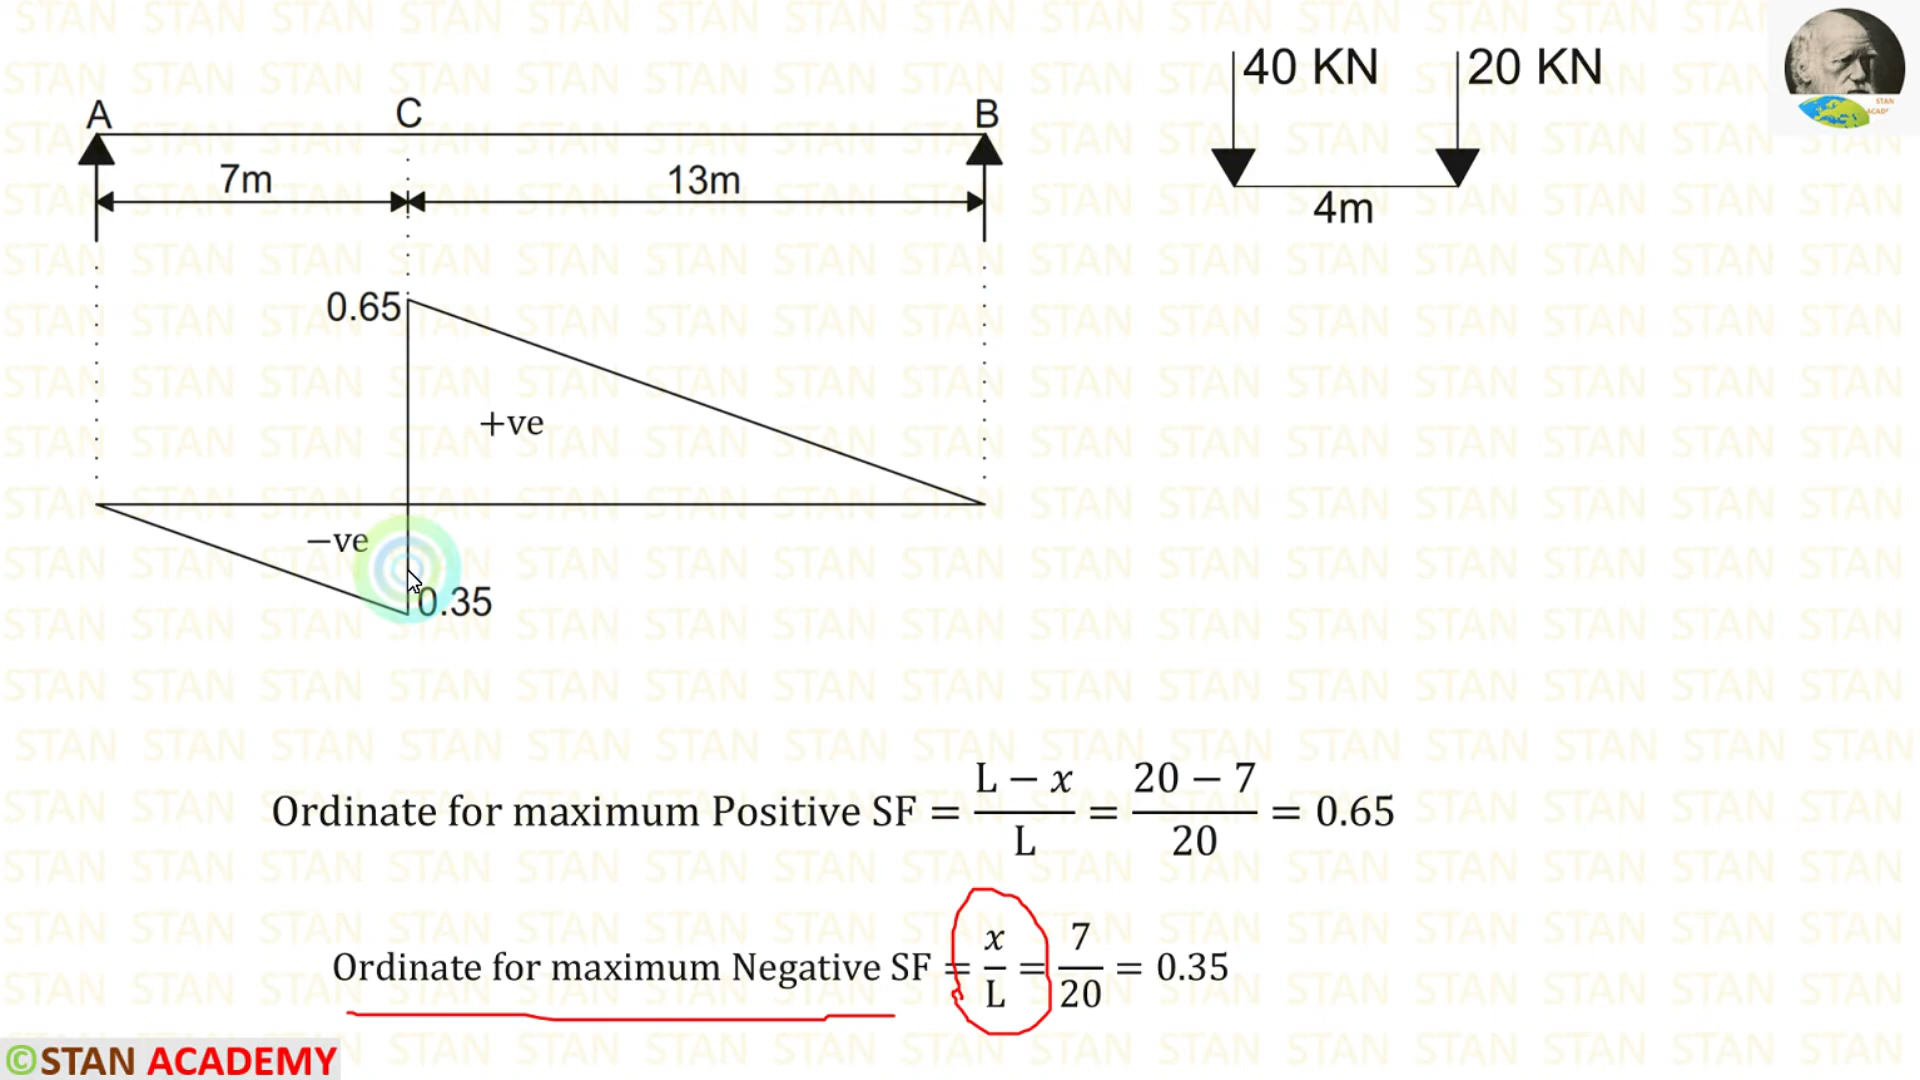 40 KN 20 KN
A C B
7m 13m
4m
0.65
+ve
−ve
0.35
Ordinate for maximum Positive SF = L − x / L = 20 − 7 / 20 = 0.65
Ordinate for maximum Negative SF = x / L = 7 / 20 = 0.35
©STAN ACADEMY
STAN